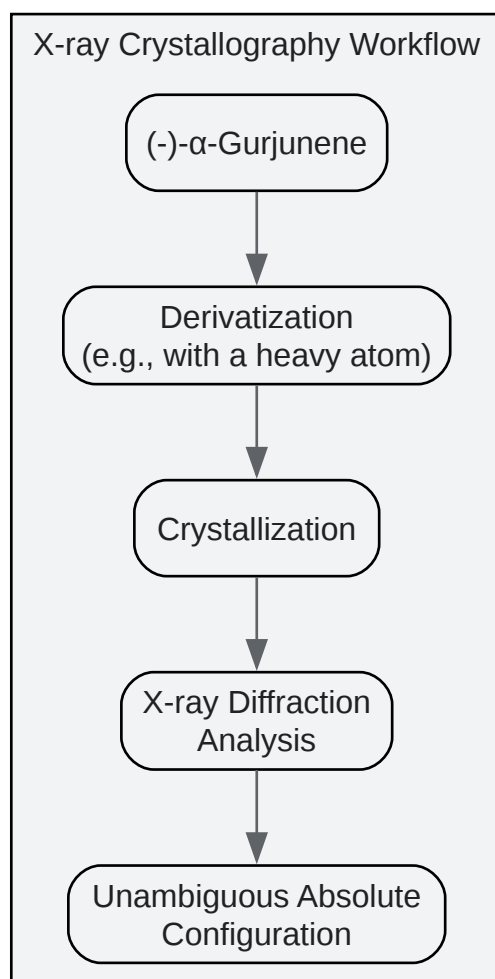 X-ray Crystallography Workflow
(-)-α-Gurjunene
Derivatization
(e.g., with a heavy atom)
Crystallization
X-ray Diffraction
Analysis
Unambiguous Absolute
Configuration